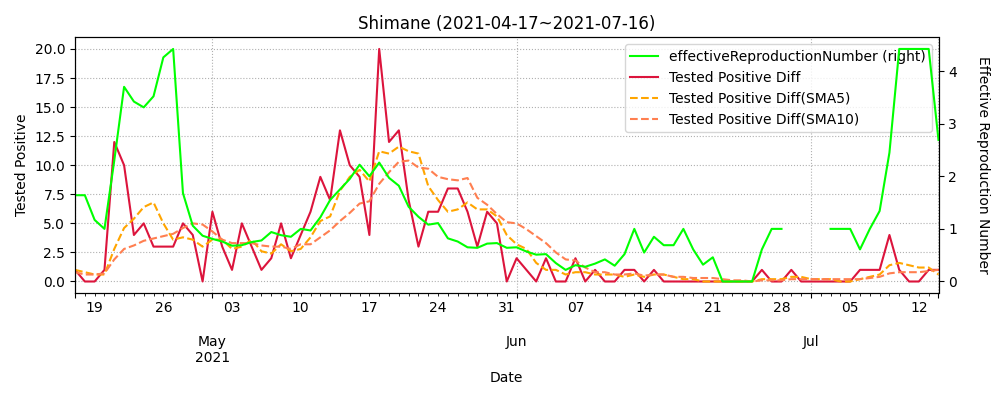 Shimane (2021-04-17~2021-07-16)
effectiveReproductionNumber (right)
Tested Positive Diff
Tested Positive Diff(SMA5)
Tested Positive Diff(SMA10)
Tested Positive
20.0
17.5
15.0
12.5
10.0
7.5
5.0
2.5
0.0
Effective Reproduction Number
4
3
2
1
0
19 26 03 10 17 24 31 07 14 21 28 05 12
May Jun Jul
2021
Date